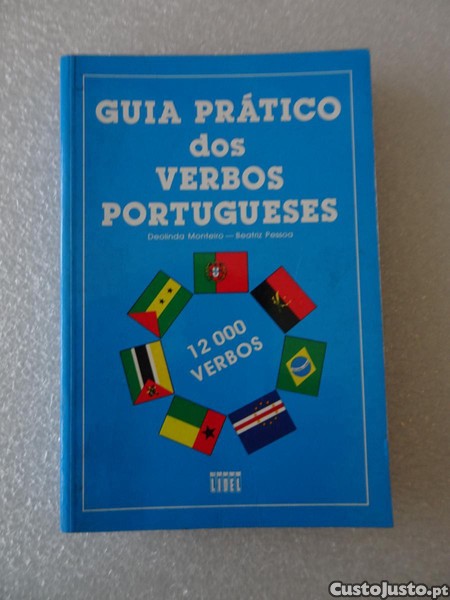 GUIA PRÁTICO
dos
VERBOS
PORTUGUESES
Deolinda Monteiro — Beatriz Pessoa
12 000
VERBOS
LIDEL
CustoJusto.pt